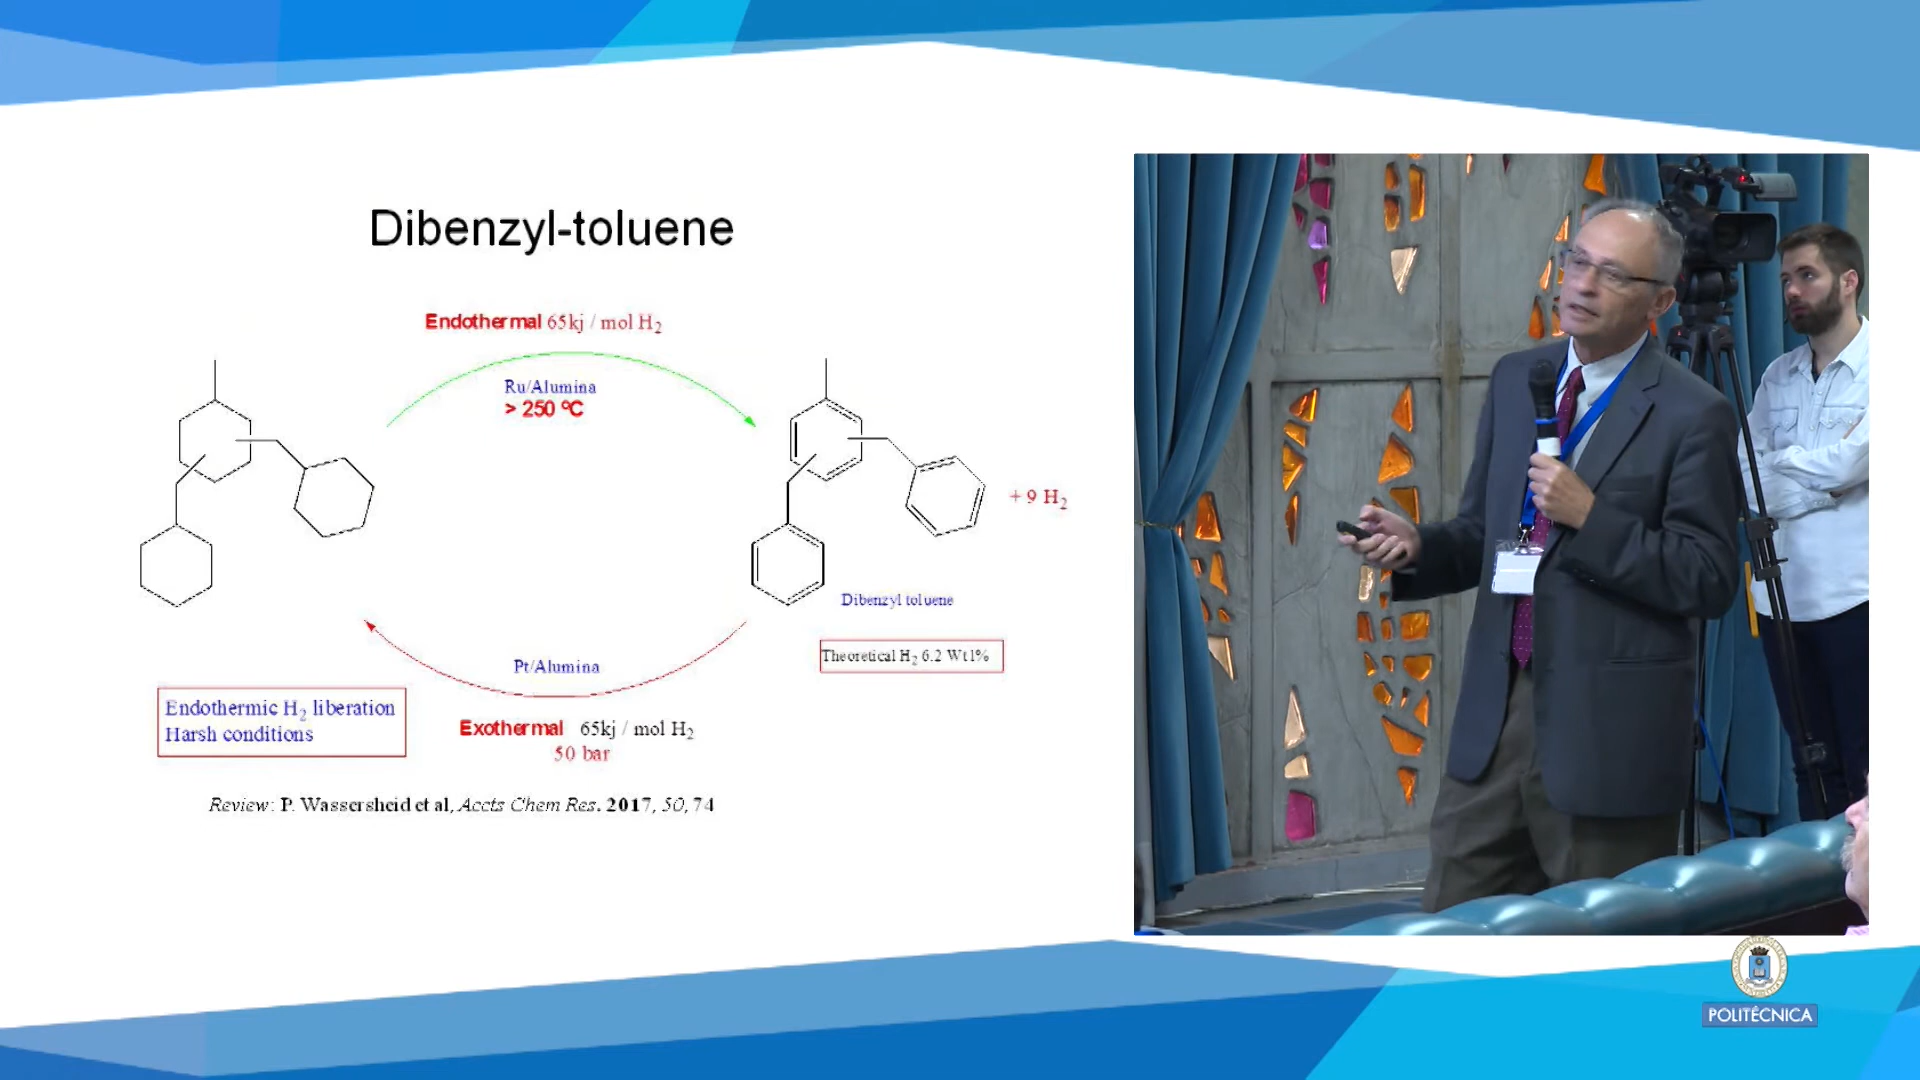 Dibenzyl-toluene
Endothermal 65kj / mol H2
Ru/Alumina
> 250 ºC
+ 9 H2
Dibenzyl toluene
Theoretical H2 6.2 Wt1%
Pt/Alumina
Endothermic H2 liberation
Harsh conditions
Exothermal 65kj / mol H2
50 bar
Review: P. Wassersheid et al, Accts Chem Res. 2017, 50, 74
POLITÉCNICA